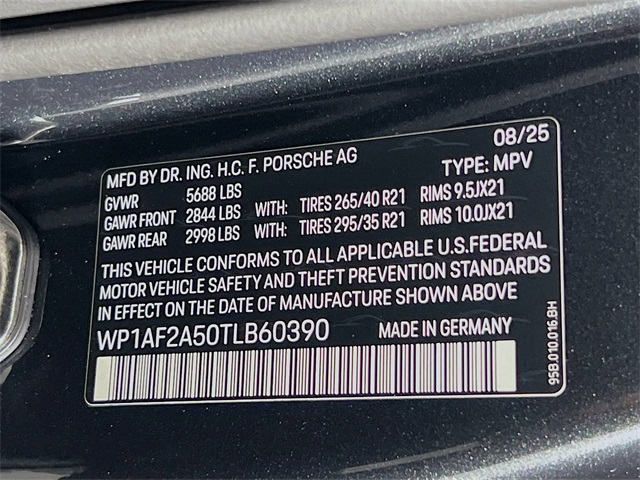 08/25
MFD BY DR. ING. H.C. F. PORSCHE AG TYPE: MPV
GVWR 5688 LBS
GAWR FRONT 2844 LBS WITH: TIRES 265/40 R21 RIMS 9.5JX21
GAWR REAR 2998 LBS WITH: TIRES 295/35 R21 RIMS 10.0JX21
THIS VEHICLE CONFORMS TO ALL APPLICABLE U.S.FEDERAL
MOTOR VEHICLE SAFETY AND THEFT PREVENTION STANDARDS
IN EFFECT ON THE DATE OF MANUFACTURE SHOWN ABOVE
WP1AF2A50TLB60390 MADE IN GERMANY
95B.010.016.BH